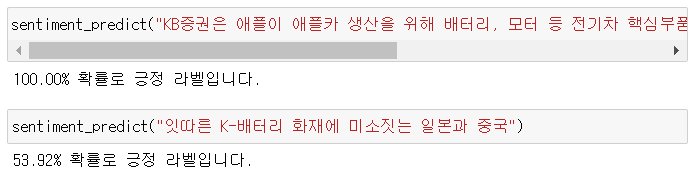 sentiment_predict("KB증권은 애플이 애플카 생산을 위해 배터리, 모터 등 전기차 핵심부품
100.00% 확률로 긍정 라벨입니다.
sentiment_predict("잇따른 K-배터리 화재에 미소짓는 일본과 중국")
53.92% 확률로 긍정 라벨입니다.